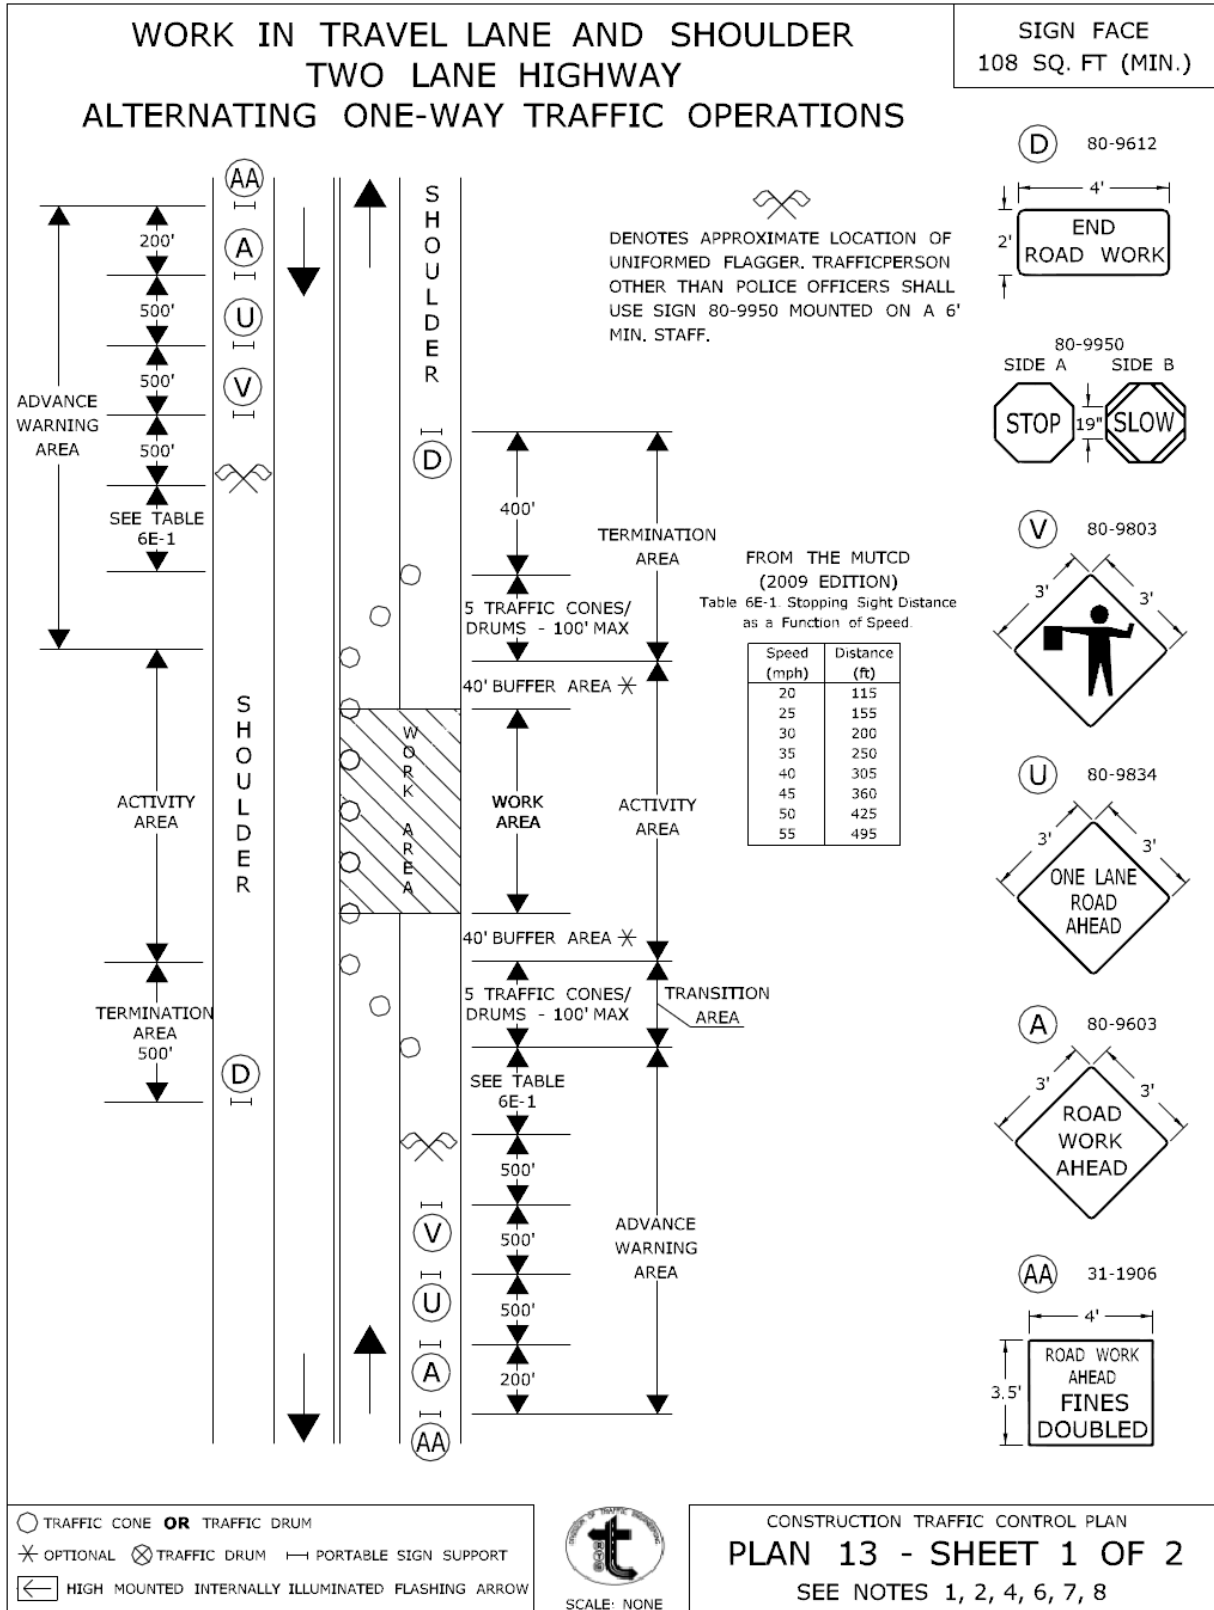 WORK IN TRAVEL LANE AND SHOULDER
TWO LANE HIGHWAY
ALTERNATING ONE-WAY TRAFFIC OPERATIONS
SIGN FACE
108 SQ. FT (MIN.)
AA
A
U
V
200'
500'
500'
500'
SEE TABLE
6E-1
ADVANCE
WARNING
AREA
SHOULDER
ACTIVITY
AREA
TERMINATION
AREA
500'
D
SHOULDER
D
400'
TERMINATION
AREA
5 TRAFFIC CONES/
DRUMS - 100' MAX
40' BUFFER AREA
WORK AREA
WORK
AREA
ACTIVITY
AREA
40' BUFFER AREA
5 TRAFFIC CONES/
DRUMS - 100' MAX
TRANSITION
AREA
SEE TABLE
6E-1
500'
V
500'
U
500'
A
200'
AA
ADVANCE
WARNING
AREA
DENOTES APPROXIMATE LOCATION OF
UNIFORMED FLAGGER. TRAFFICPERSON
OTHER THAN POLICE OFFICERS SHALL
USE SIGN 80-9950 MOUNTED ON A 6'
MIN. STAFF.
FROM THE MUTCD
(2009 EDITION)
Table 6E-1. Stopping Sight Distance
as a Function of Speed.
Speed Distance
(mph) (ft)
20 115
25 155
30 200
35 250
40 305
45 360
50 425
55 495
D 80-9612
4'
2'
END
ROAD WORK
80-9950
SIDE A SIDE B
STOP 19" SLOW
V 80-9803
3' 3'
U 80-9834
3' 3'
ONE LANE
ROAD
AHEAD
A 80-9603
3' 3'
ROAD
WORK
AHEAD
AA 31-1906
4'
3.5'
ROAD WORK
AHEAD
FINES
DOUBLED
TRAFFIC CONE OR TRAFFIC DRUM
OPTIONAL TRAFFIC DRUM PORTABLE SIGN SUPPORT
HIGH MOUNTED INTERNALLY ILLUMINATED FLASHING ARROW
DIVISION OF TRAFFIC ENGINEERING
SCALE: NONE
CONSTRUCTION TRAFFIC CONTROL PLAN
PLAN 13 - SHEET 1 OF 2
SEE NOTES 1, 2, 4, 6, 7, 8